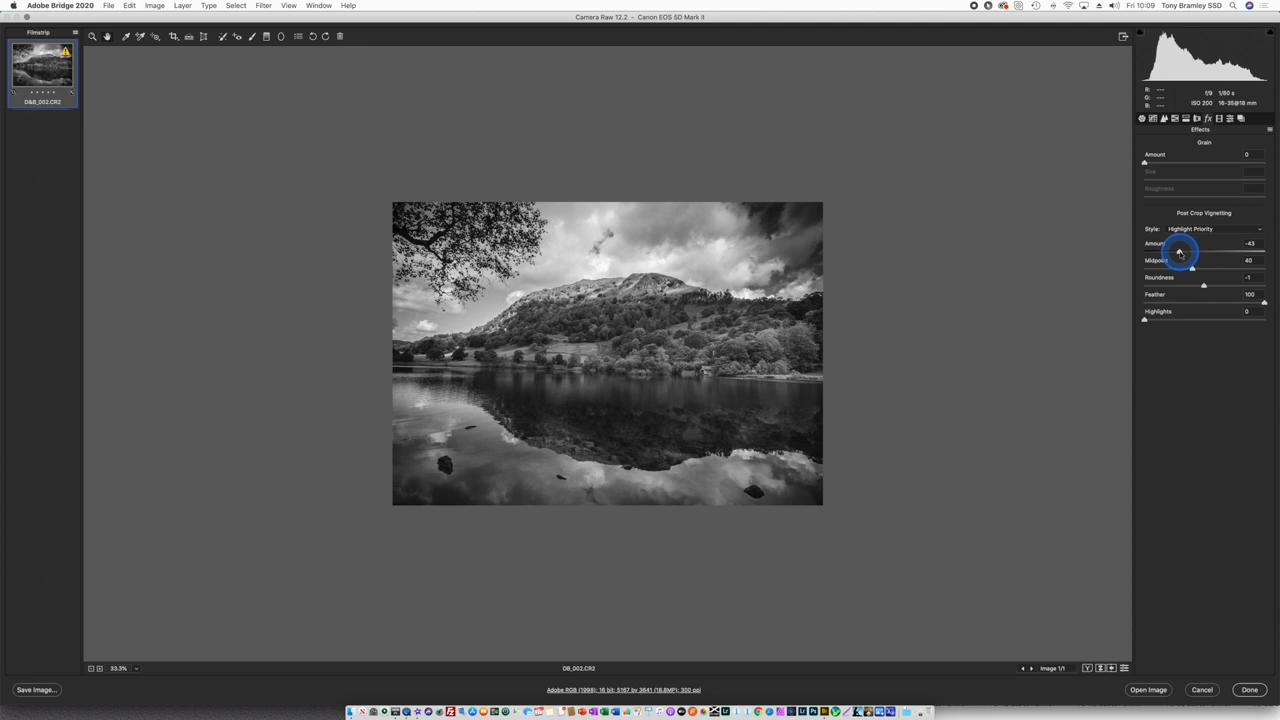 Adobe Bridge 2020 File Edit Image Layer Type Select Filter View Window Help Fri 10:09 Tony Bramley SSD
Camera Raw 12.2 - Canon EOS 5D Mark II
Filmstrip
D&B_002.CR2
R: ---
G: ---
B: ---
f/9 1/80 s
ISO 200 16-35@18 mm
Effects
Grain
Amount 0
Size
Roughness
Post Crop Vignetting
Style: Highlight Priority
Amount -43
Midpoint 40
Roundness -1
Feather 100
Highlights 0
33.3% DB_002.CR2 Image 1/1
Save Image... Adobe RGB (1998); 16 bit; 5167 by 3641 (18.8MP); 300 ppi Open Image Cancel Done